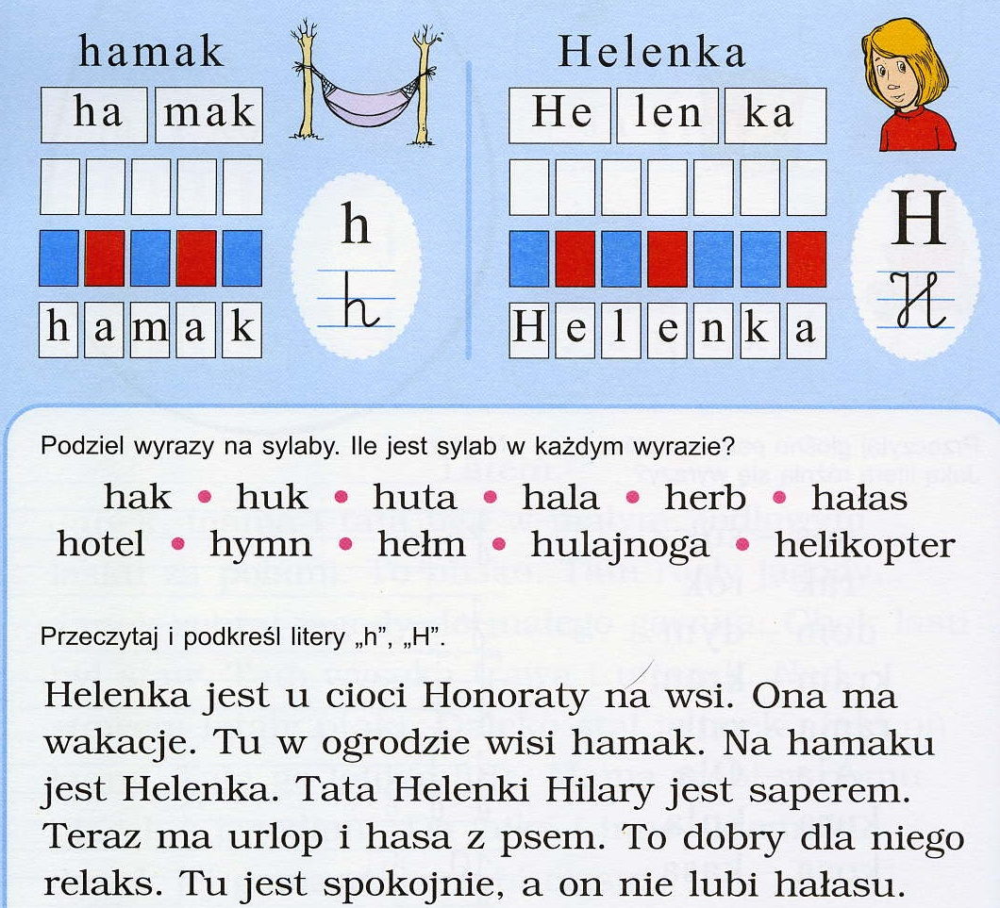 hamak
ha mak
h a m a k
h
h
Helenka
He len ka
H e l e n k a
H
H
Podziel wyrazy na sylaby. Ile jest sylab w każdym wyrazie?
hak • huk • huta • hala • herb • hałas
hotel • hymn • hełm • hulajnoga • helikopter
Przeczytaj i podkreśl litery „h”, „H”.
Helenka jest u cioci Honoraty na wsi. Ona ma
wakacje. Tu w ogrodzie wisi hamak. Na hamaku
jest Helenka. Tata Helenki Hilary jest saperem.
Teraz ma urlop i hasa z psem. To dobry dla niego
relaks. Tu jest spokojnie, a on nie lubi hałasu.